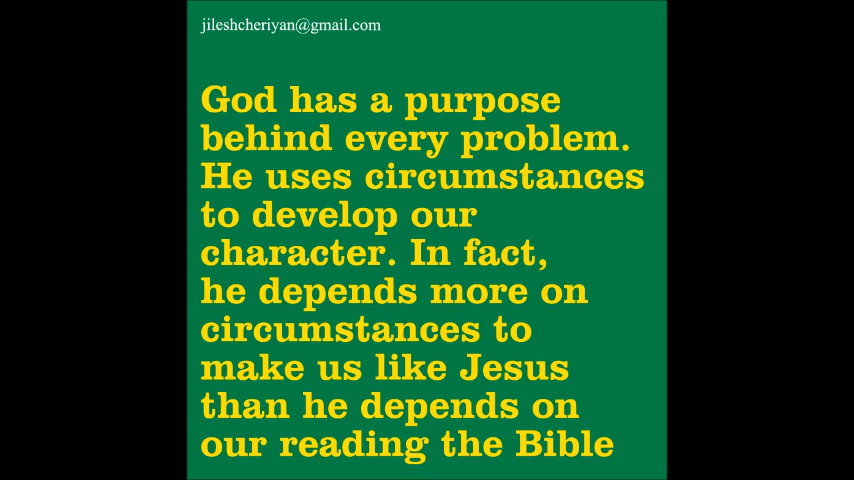 jileshcheriyan@gmail.com
God has a purpose
behind every problem.
He uses circumstances
to develop our
character. In fact,
he depends more on
circumstances to
make us like Jesus
than he depends on
our reading the Bible